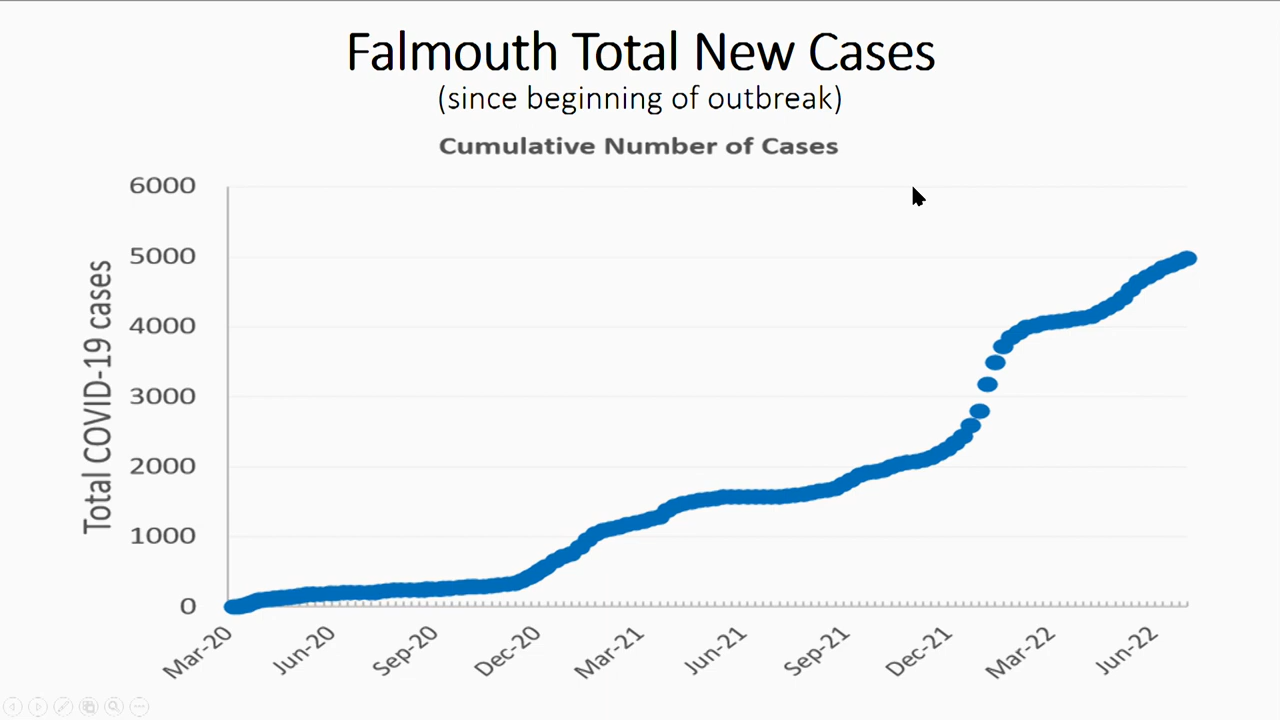 Falmouth Total New Cases
(since beginning of outbreak)
Cumulative Number of Cases
Total COVID-19 cases
6000
5000
4000
3000
2000
1000
0
Mar-20
Jun-20
Sep-20
Dec-20
Mar-21
Jun-21
Sep-21
Dec-21
Mar-22
Jun-22